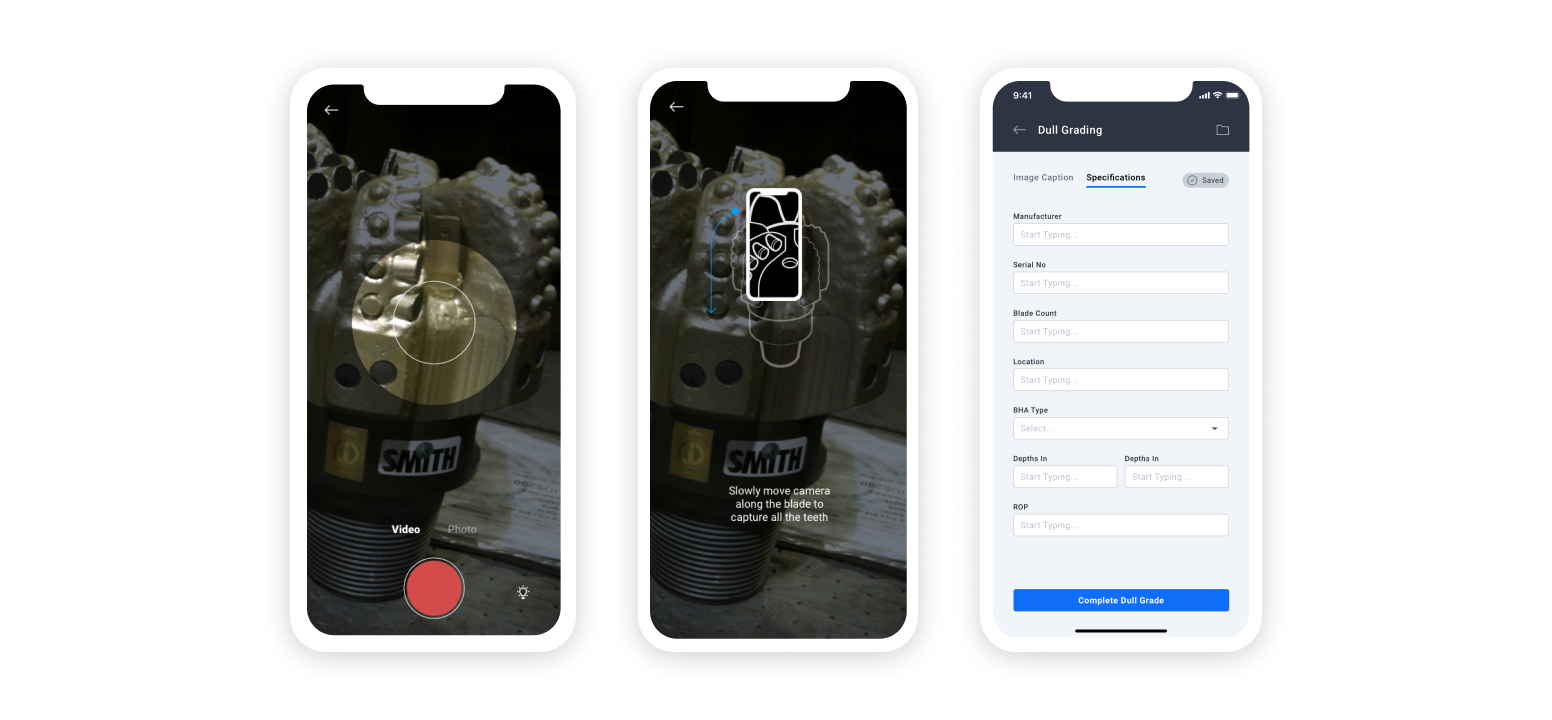 SMITH
Video
Photo
SMITH
Slowly move camera
along the blade to
capture all the teeth
9:41
Dull Grading
Image Caption
Specifications
Saved
Manufacturer
Start Typing...
Serial No
Start Typing...
Blade Count
Start Typing...
Location
Start Typing...
BHA Type
Select...
Depths In
Depths In
Start Typing...
Start Typing...
ROP
Start Typing...
Complete Dull Grade